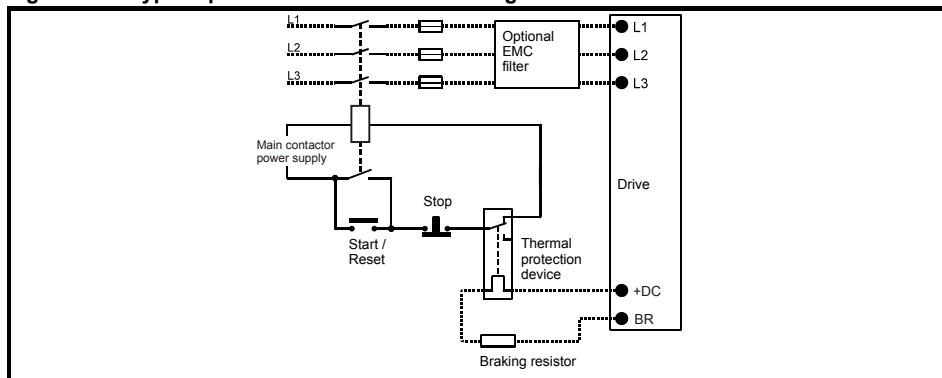 L1
L2
L3
Optional
EMC
filter
L1
L2
L3
Main contactor
power supply
Drive
Stop
Start /
Reset
Thermal
protection
device
+DC
BR
Braking resistor